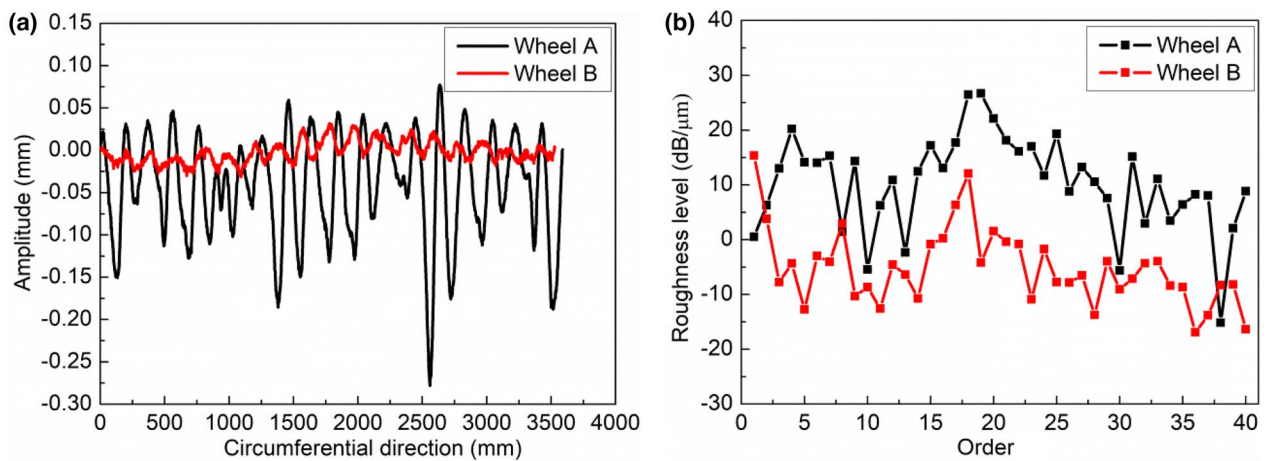 (a)
Wheel A
Wheel B
Amplitude (mm)
0.15
0.10
0.05
0.00
-0.05
-0.10
-0.15
-0.20
-0.25
-0.30
0 500 1000 1500 2000 2500 3000 3500 4000
Circumferential direction (mm)
(b)
Wheel A
Wheel B
Roughness level (dB/μm)
40
30
20
10
0
-10
-20
-30
0 5 10 15 20 25 30 35 40
Order